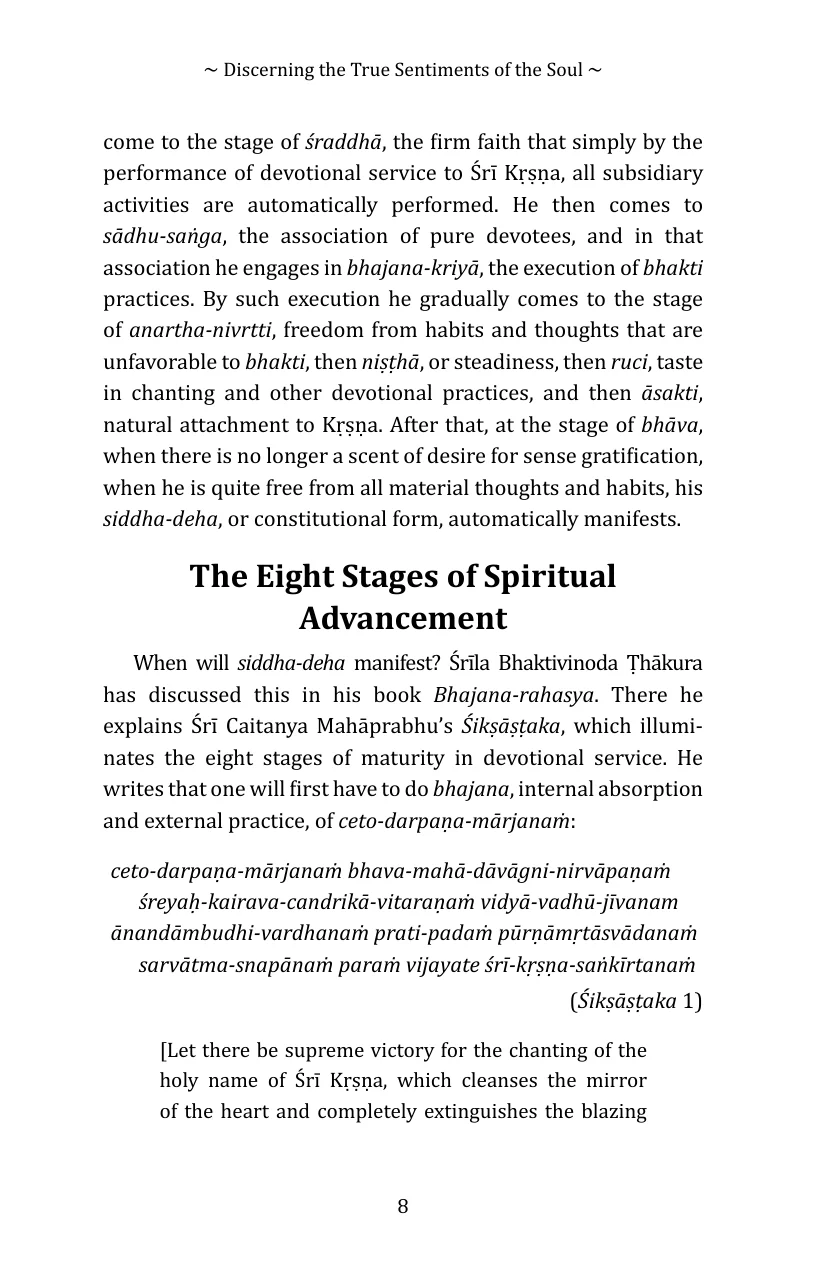 ~ Discerning the True Sentiments of the Soul ~
come to the stage of śraddhā, the firm faith that simply by the
performance of devotional service to Śrī Kṛṣṇa, all subsidiary
activities are automatically performed. He then comes to
sādhu-saṅga, the association of pure devotees, and in that
association he engages in bhajana-kriyā, the execution of bhakti
practices. By such execution he gradually comes to the stage
of anartha-nivrtti, freedom from habits and thoughts that are
unfavorable to bhakti, then niṣṭhā, or steadiness, then ruci, taste
in chanting and other devotional practices, and then āsakti,
natural attachment to Kṛṣṇa. After that, at the stage of bhāva,
when there is no longer a scent of desire for sense gratification,
when he is quite free from all material thoughts and habits, his
siddha-deha, or constitutional form, automatically manifests.
The Eight Stages of Spiritual
Advancement
When will siddha-deha manifest? Śrīla Bhaktivinoda Ṭhākura
has discussed this in his book Bhajana-rahasya. There he
explains Śrī Caitanya Mahāprabhu's Śikṣāṣṭaka, which illumi-
nates the eight stages of maturity in devotional service. He
writes that one will first have to do bhajana, internal absorption
and external practice, of ceto-darpaṇa-mārjanaṁ:
ceto-darpaṇa-mārjanaṁ bhava-mahā-dāvāgni-nirvāpaṇaṁ
śreyaḥ-kairava-candrikā-vitaraṇaṁ vidyā-vadhū-jīvanam
ānandāmbudhi-vardhanaṁ prati-padaṁ pūrṇāmṛtāsvādanaṁ
sarvātma-snapānaṁ paraṁ vijayate śrī-kṛṣṇa-saṅkīrtanaṁ
(Śikṣāṣṭaka 1)
[Let there be supreme victory for the chanting of the
holy name of Śrī Kṛṣṇa, which cleanses the mirror
of the heart and completely extinguishes the blazing
8